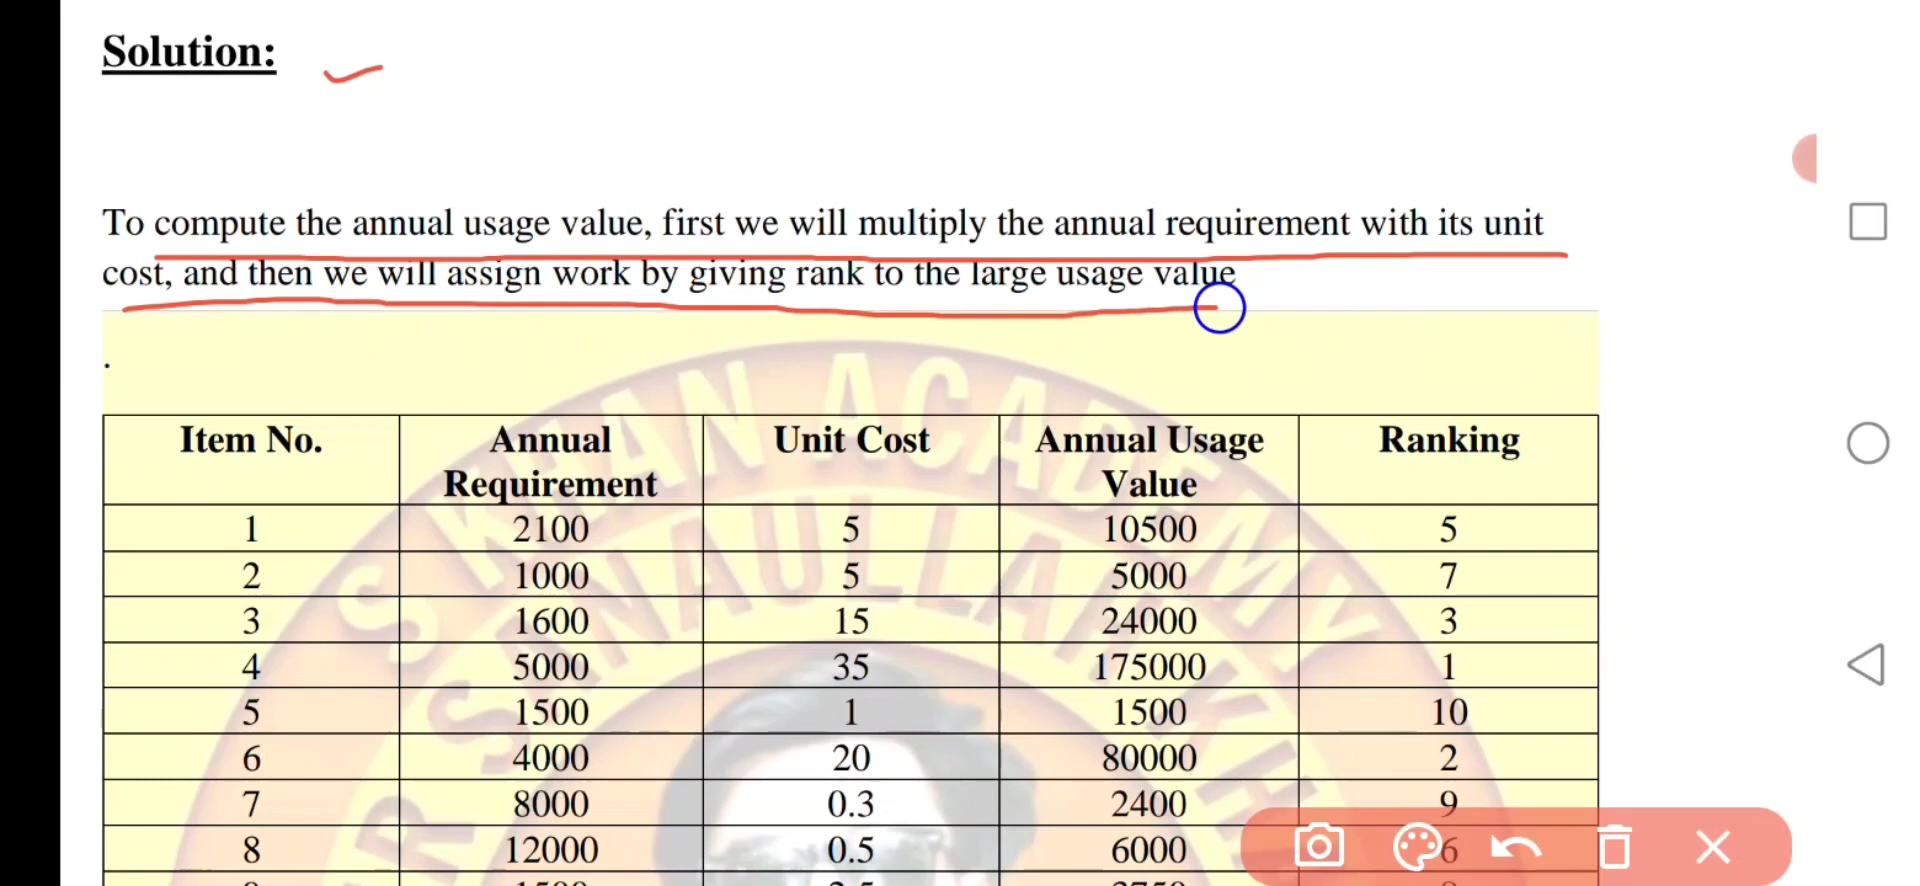 Solution:
To compute the annual usage value, first we will multiply the annual requirement with its unit
cost, and then we will assign work by giving rank to the large usage value
.
Item No. Annual Requirement Unit Cost Annual Usage Value Ranking
1 2100 5 10500 5
2 1000 5 5000 7
3 1600 15 24000 3
4 5000 35 175000 1
5 1500 1 1500 10
6 4000 20 80000 2
7 8000 0.3 2400 9
8 12000 0.5 6000 6
S KHAN ACADEMY
SANAULLA KH